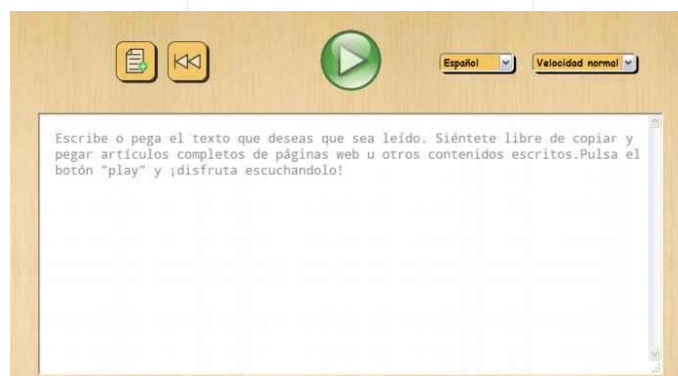 Español
Velocidad normal
Escribe o pega el texto que deseas que sea leído. Siéntete libre de copiar y
pegar artículos completos de páginas web u otros contenidos escritos.Pulsa el
botón "play" y ¡disfruta escuchandolo!